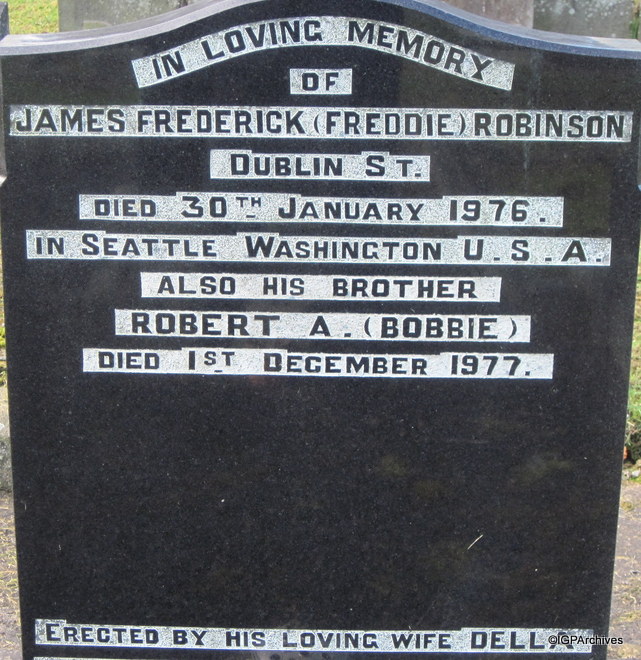 IN LOVING MEMORY
OF
JAMES FREDERICK (FREDDIE) ROBINSON
DUBLIN ST.
DIED 30TH JANUARY 1976.
IN SEATTLE WASHINGTON U.S.A.
ALSO HIS BROTHER
ROBERT A. (BOBBIE)
DIED 1ST DECEMBER 1977.
ERECTED BY HIS LOVING WIFE DELLA
©IGPArchives